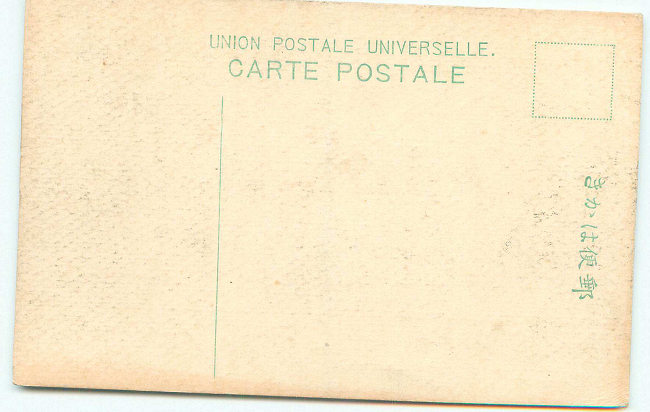 UNION POSTALE UNIVERSELLE.
CARTE POSTALE
郵便はかき